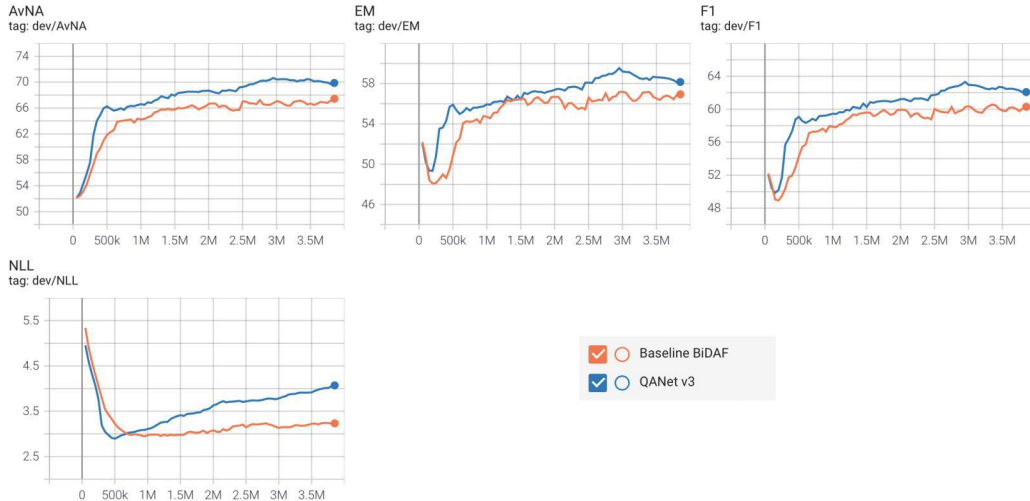 AvNA
tag: dev/AvNA
74
70
66
62
58
54
50
0 500k 1M 1.5M 2M 2.5M 3M 3.5M
EM
tag: dev/EM
58
54
50
46
0 500k 1M 1.5M 2M 2.5M 3M 3.5M
F1
tag: dev/F1
64
60
56
52
48
0 500k 1M 1.5M 2M 2.5M 3M 3.5M
NLL
tag: dev/NLL
5.5
4.5
3.5
2.5
0 500k 1M 1.5M 2M 2.5M 3M 3.5M
Baseline BiDAF
QANet v3